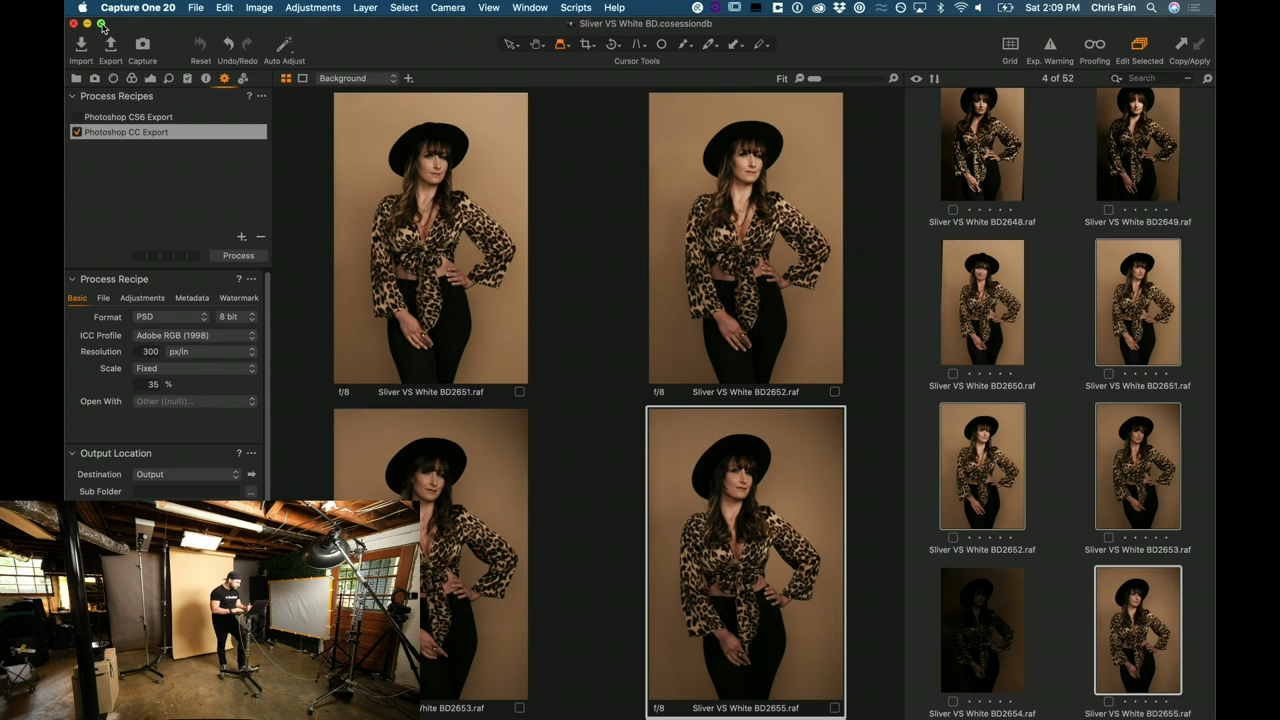 Capture One 20 File Edit Image Adjustments Layer Select Camera View Window Scripts Help Sat 2:09 PM Chris Fain
Sliver VS White BD.cosessiondb
Import Export Capture Reset Undo/Redo Auto Adjust Cursor Tools Grid Exp. Warning Proofing Edit Selected Copy/Apply
Background Fit 4 of 52 Search
Process Recipes ?
Photoshop CS6 Export
Photoshop CC Export
Process
Process Recipe ?
Basic File Adjustments Metadata Watermark
Format PSD 8 bit
ICC Profile Adobe RGB (1998)
Resolution 300 px/in
Scale Fixed
35 %
Open With Other ((null))...
Output Location ?
Destination Output
Sub Folder ...
f/8 Sliver VS White BD2651.raf
f/8 Sliver VS White BD2652.raf
White BD2653.raf
f/8 Sliver VS White BD2655.raf
Sliver VS White BD2648.raf
Sliver VS White BD2649.raf
Sliver VS White BD2650.raf
Sliver VS White BD2651.raf
Sliver VS White BD2652.raf
Sliver VS White BD2653.raf
Sliver VS White BD2654.raf
Sliver VS White BD2655.raf